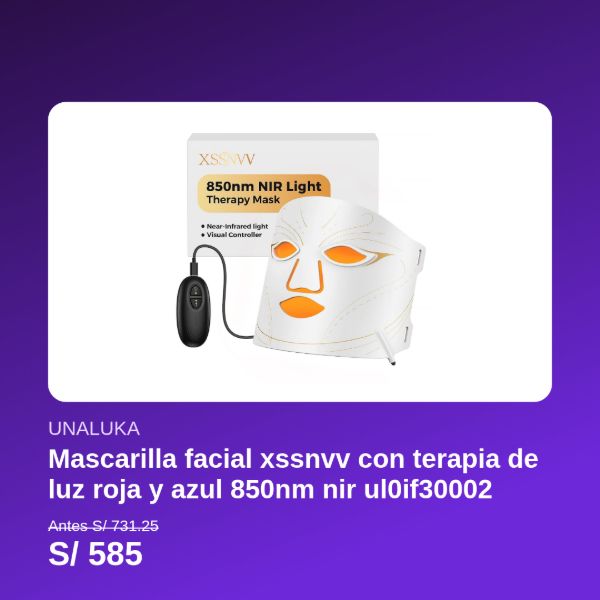 XSSNVV
850nm NIR Light
Therapy Mask
• Near-Infrared light
• Visual Controller
UNALUKA
Mascarilla facial xssnvv con terapia de
luz roja y azul 850nm nir ul0if30002
Antes S/ 731.25
S/ 585